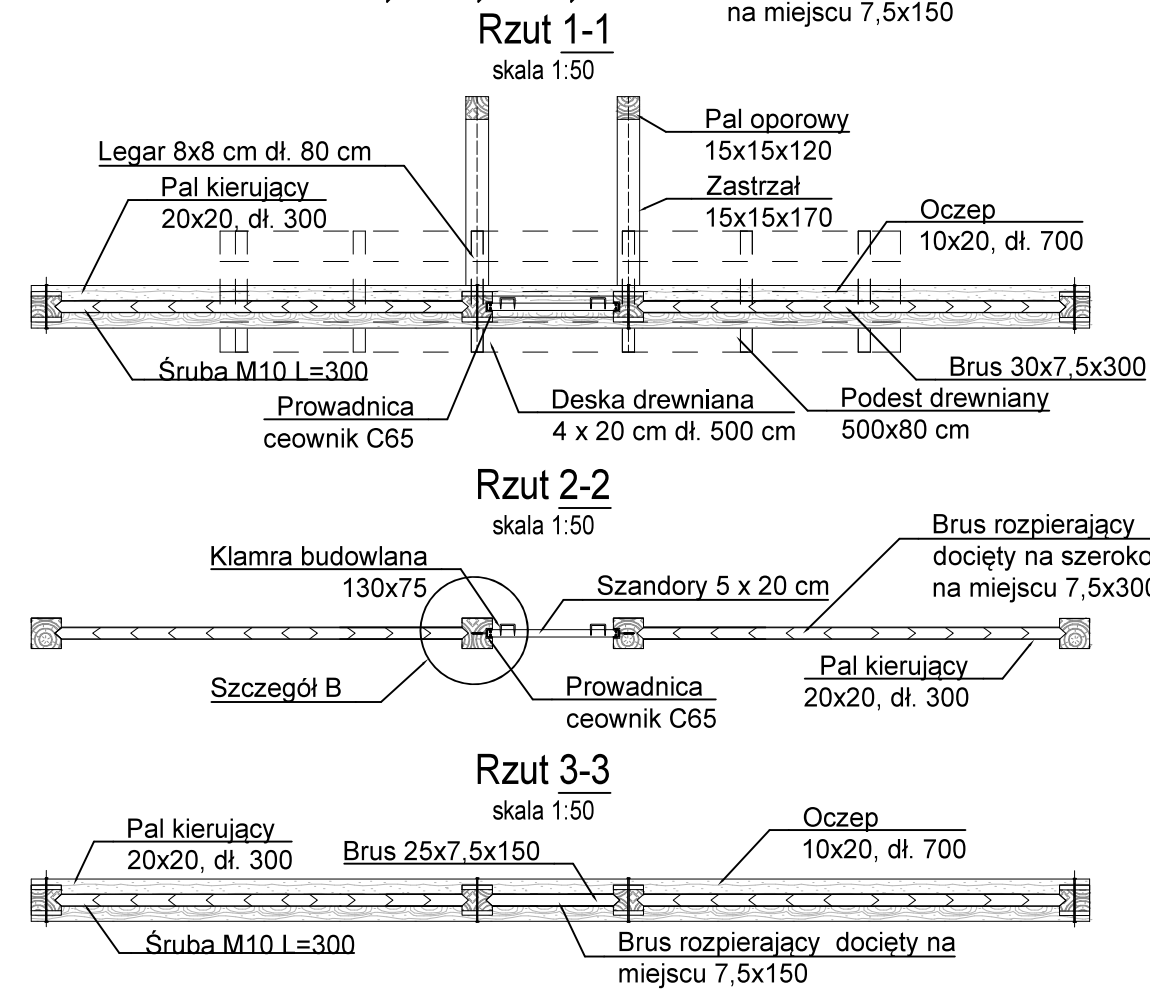 na miejscu 7,5x150
Rzut 1-1
skala 1:50
Pal oporowy
15x15x120
Legar 8x8 cm dł. 80 cm
Pal kierujący
20x20, dł. 300
Zastrzał
15x15x170
Oczep
10x20, dł. 700
Śruba M10 L=300
Prowadnica
ceownik C65
Deska drewniana
4 x 20 cm dł. 500 cm
Podest drewniany
500x80 cm
Brus 30x7,5x300
Rzut 2-2
skala 1:50
Klamra budowlana
130x75
Szandory 5 x 20 cm
Brus rozpierający
docięty na szeroko
na miejscu 7,5x300
Szczegół B
Prowadnica
ceownik C65
Pal kierujący
20x20, dł. 300
Rzut 3-3
skala 1:50
Pal kierujący
20x20, dł. 300
Brus 25x7,5x150
Oczep
10x20, dł. 700
Śruba M10 L=300
Brus rozpierający docięty na
miejscu 7,5x150